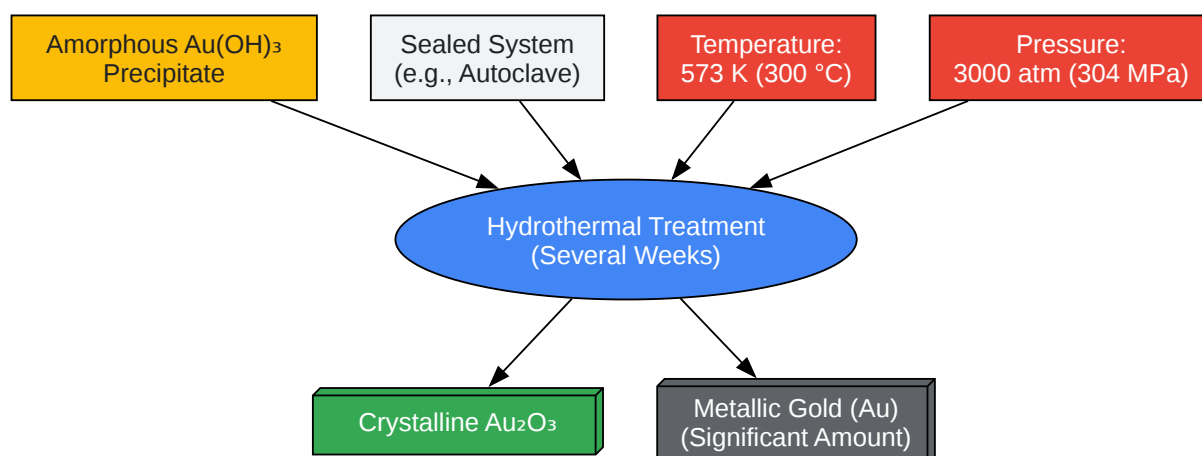 Amorphous Au(OH)₃
Precipitate
Sealed System
(e.g., Autoclave)
Temperature:
573 K (300 °C)
Pressure:
3000 atm (304 MPa)
Hydrothermal Treatment
(Several Weeks)
Crystalline Au₂O₃
Metallic Gold (Au)
(Significant Amount)